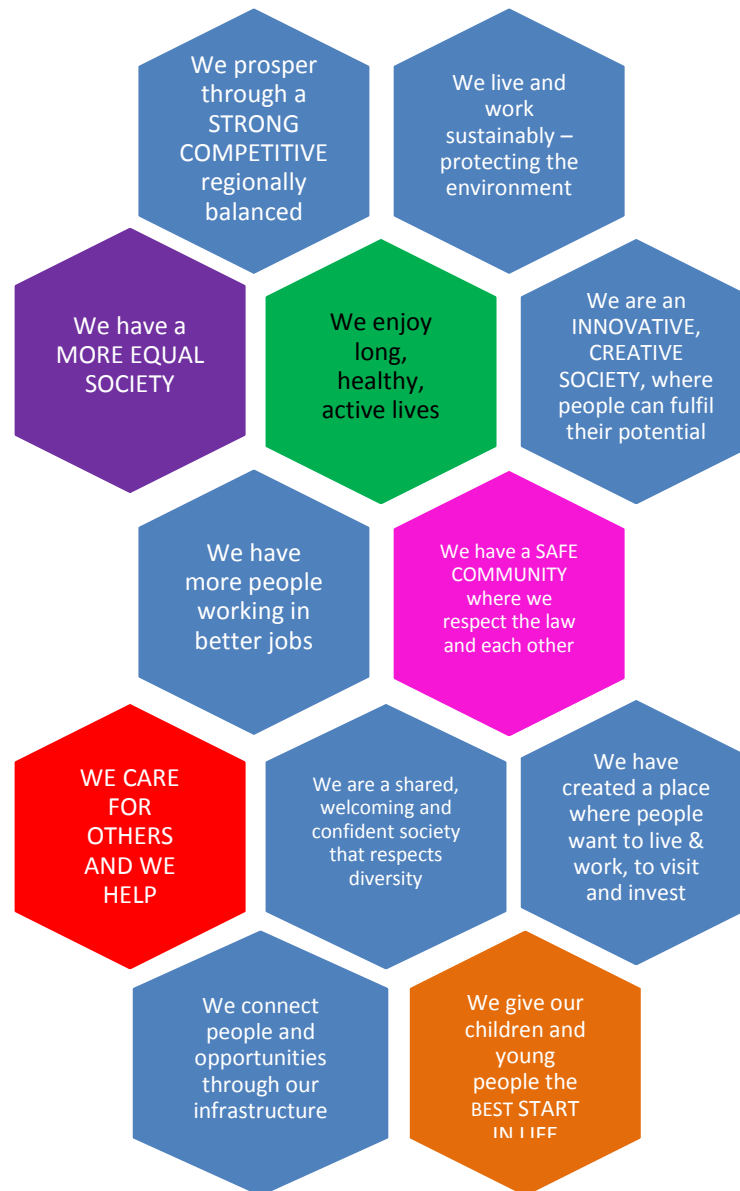 We prosper
through a
STRONG
COMPETITIVE
regionally
balanced
We live and
work
sustainably –
protecting the
environment
We have a
MORE EQUAL
SOCIETY
We enjoy
long,
healthy,
active lives
We are an
INNOVATIVE,
CREATIVE
SOCIETY, where
people can fulfil
their potential
We have
more people
working in
better jobs
We have a SAFE
COMMUNITY
where we
respect the law
and each other
WE CARE
FOR
OTHERS
AND WE
HELP
We are a shared,
welcoming and
confident society
that respects
diversity
We have
created a place
where people
want to live &
work, to visit
and invest
We connect
people and
opportunities
through our
infrastructure
We give our
children and
young
people the
BEST START
IN LIFE